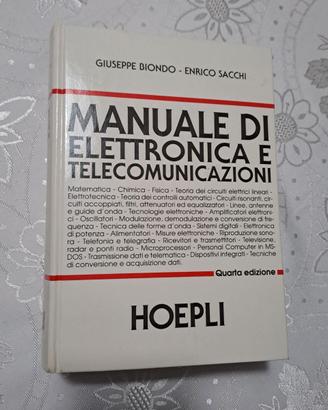 GIUSEPPE BIONDO - ENRICO SACCHI
MANUALE DI
ELETTRONICA E
TELECOMUNICAZIONI
Matematica - Chimica - Fisica - Teoria dei circuiti elettrici lineari -
Elettrotecnica - Teoria dei controlli automatici - Circuiti risonanti, cir-
cuiti accoppiati, filtri, attenuatori ed equalizzatori - Linee, antenne
e guide d'onda - Tecnologie elettroniche - Amplificatori elettroni-
ci - Oscillatori - Modulazione, demodulazione e conversione di fre-
quenza - Tecnica delle forme d'onda - Sistemi digitali - Elettronica
di potenza - Alimentatori - Misure elettroniche - Riproduzione sono-
ra - Telefonia e telegrafia - Ricevitori e trasmettitori - Televisione,
radar e ponti radio - Microprocessori - Personal Computer in MS-
DOS - Trasmissione dati e telematica - Dispositivi integrati - Tecniche
di conversione e acquisizione dati.
Quarta edizione
HOEPLI